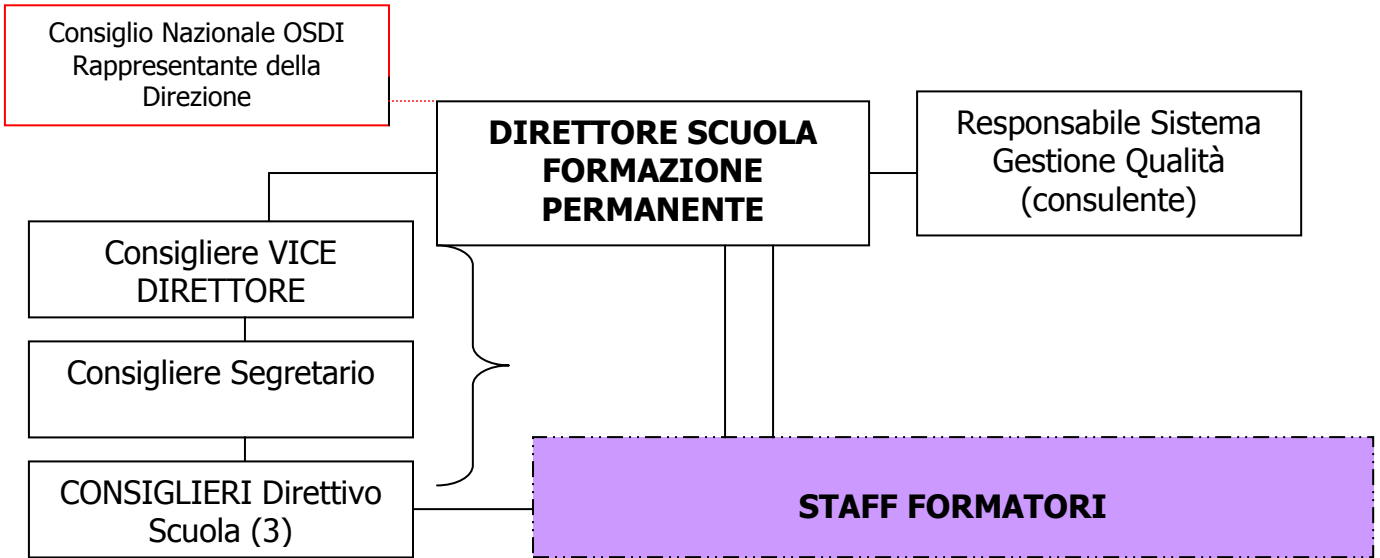 Consiglio Nazionale OSDI
Rappresentante della
Direzione
DIRETTORE SCUOLA
FORMAZIONE
PERMANENTE
Responsabile Sistema
Gestione Qualità
(consulente)
Consigliere VICE
DIRETTORE
Consigliere Segretario
CONSIGLIERI Direttivo
Scuola (3)
STAFF FORMATORI